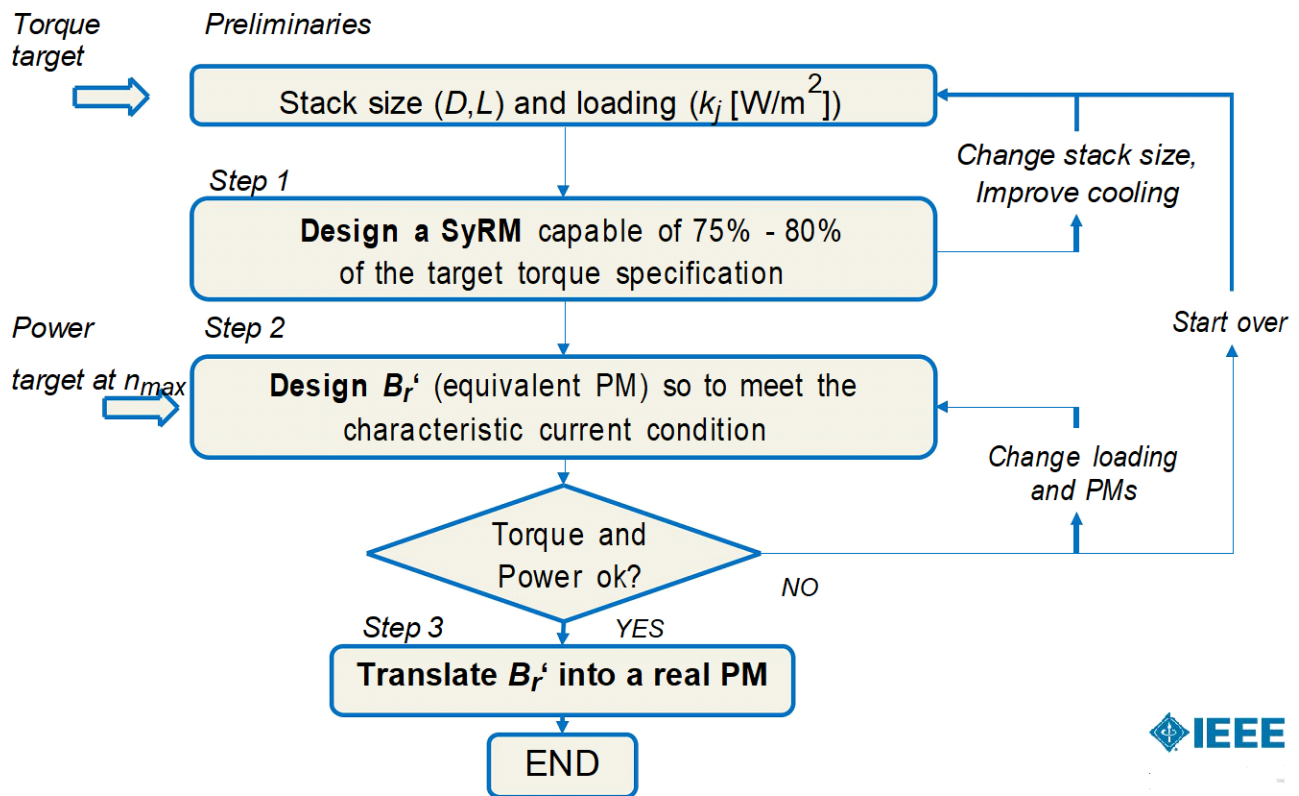 Torque
target
Preliminaries
Stack size (D,L) and loading (kj [W/m²])
Change stack size,
Improve cooling
Step 1
Design a SyRM capable of 75% - 80%
of the target torque specification
Start over
Power
target at nmax
Step 2
Design Br‘ (equivalent PM) so to meet the
characteristic current condition
Change loading
and PMs
Torque and
Power ok?
NO
Step 3
YES
Translate Br‘ into a real PM
END
IEEE